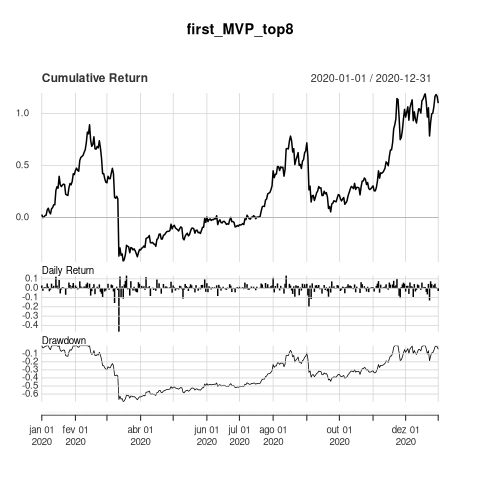 first_MVP_top8
Cumulative Return 2020-01-01 / 2020-12-31
1.0
0.5
0.0
Daily Return
0.1
0.0
-0.1
-0.2
-0.3
-0.4
Drawdown
-0.1
-0.2
-0.3
-0.4
-0.5
-0.6
jan 01 fev 01 abr 01 jun 01 jul 01 ago 01 out 01 dez 01
2020 2020 2020 2020 2020 2020 2020 2020